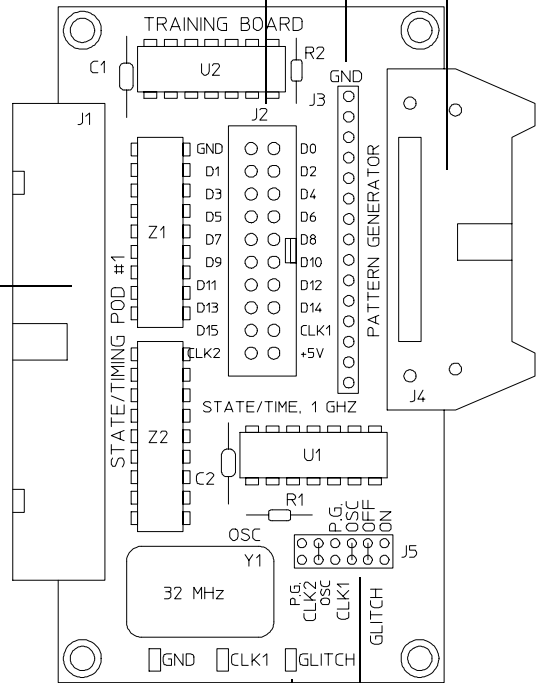 TRAINING BOARD
C1
U2
R2
GND
J3
J1
J2
GND D0
D1 D2
D3 D4
D5 D6
D7 D8
D9 D10
D11 D12
D13 D14
D15 CLK1
CLK2 +5V
Z1
STATE/TIMING POD #1
PATTERN GENERATOR
J4
STATE/TIME, 1 GHZ
Z2
U1
C2
R1
P.G.
OSC
OFF
ON
OSC
Y1
J5
32 MHz
P.G.
CLK2
OSC
CLK1
GLITCH
GND
CLK1
GLITCH